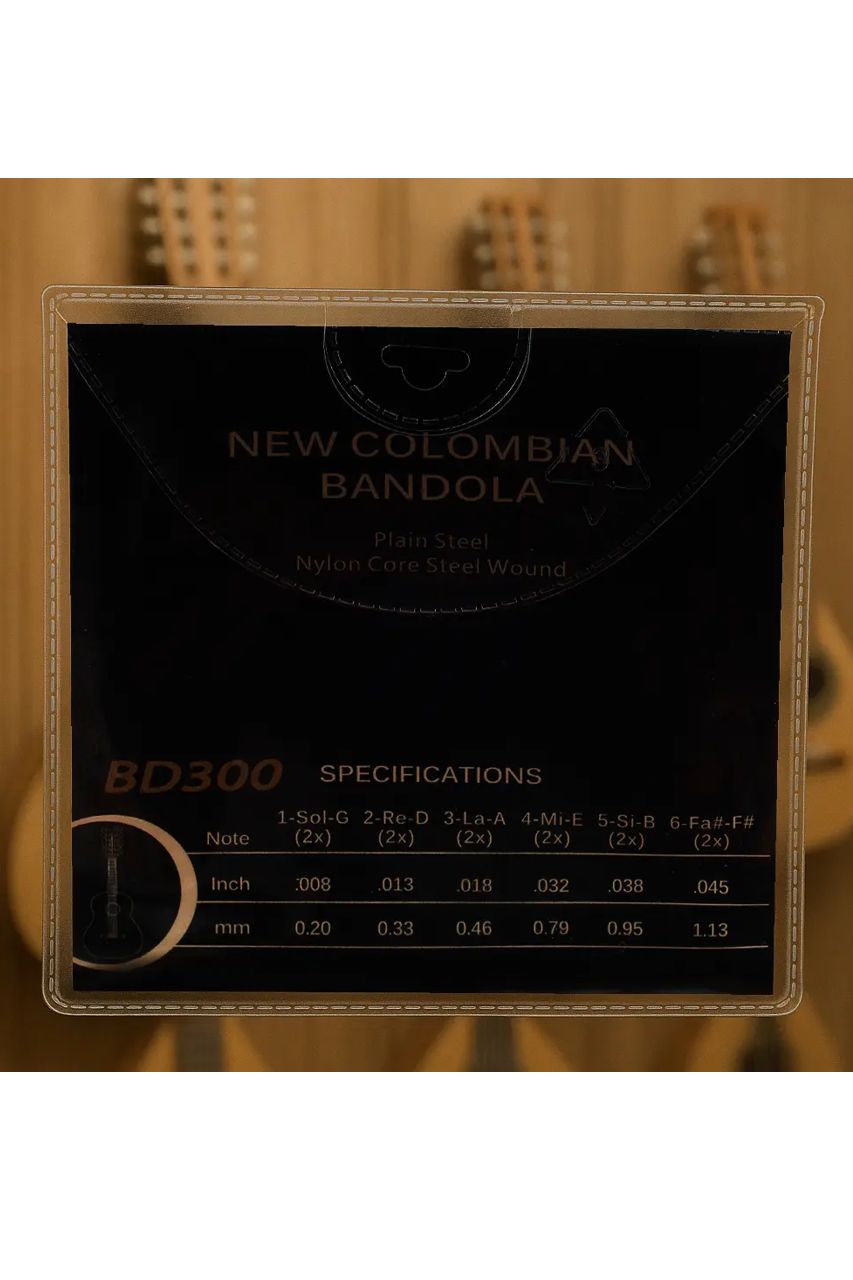 NEW COLOMBIAN
BANDOLA
Plain Steel
Nylon Core Steel Wound
BD300 SPECIFICATIONS
Note 1-Sol-G (2x) 2-Re-D (2x) 3-La-A (2x) 4-Mi-E (2x) 5-Si-B (2x) 6-Fa#-F# (2x)
Inch .008 .013 .018 .032 .038 .045
mm 0.20 0.33 0.46 0.79 0.95 1.13